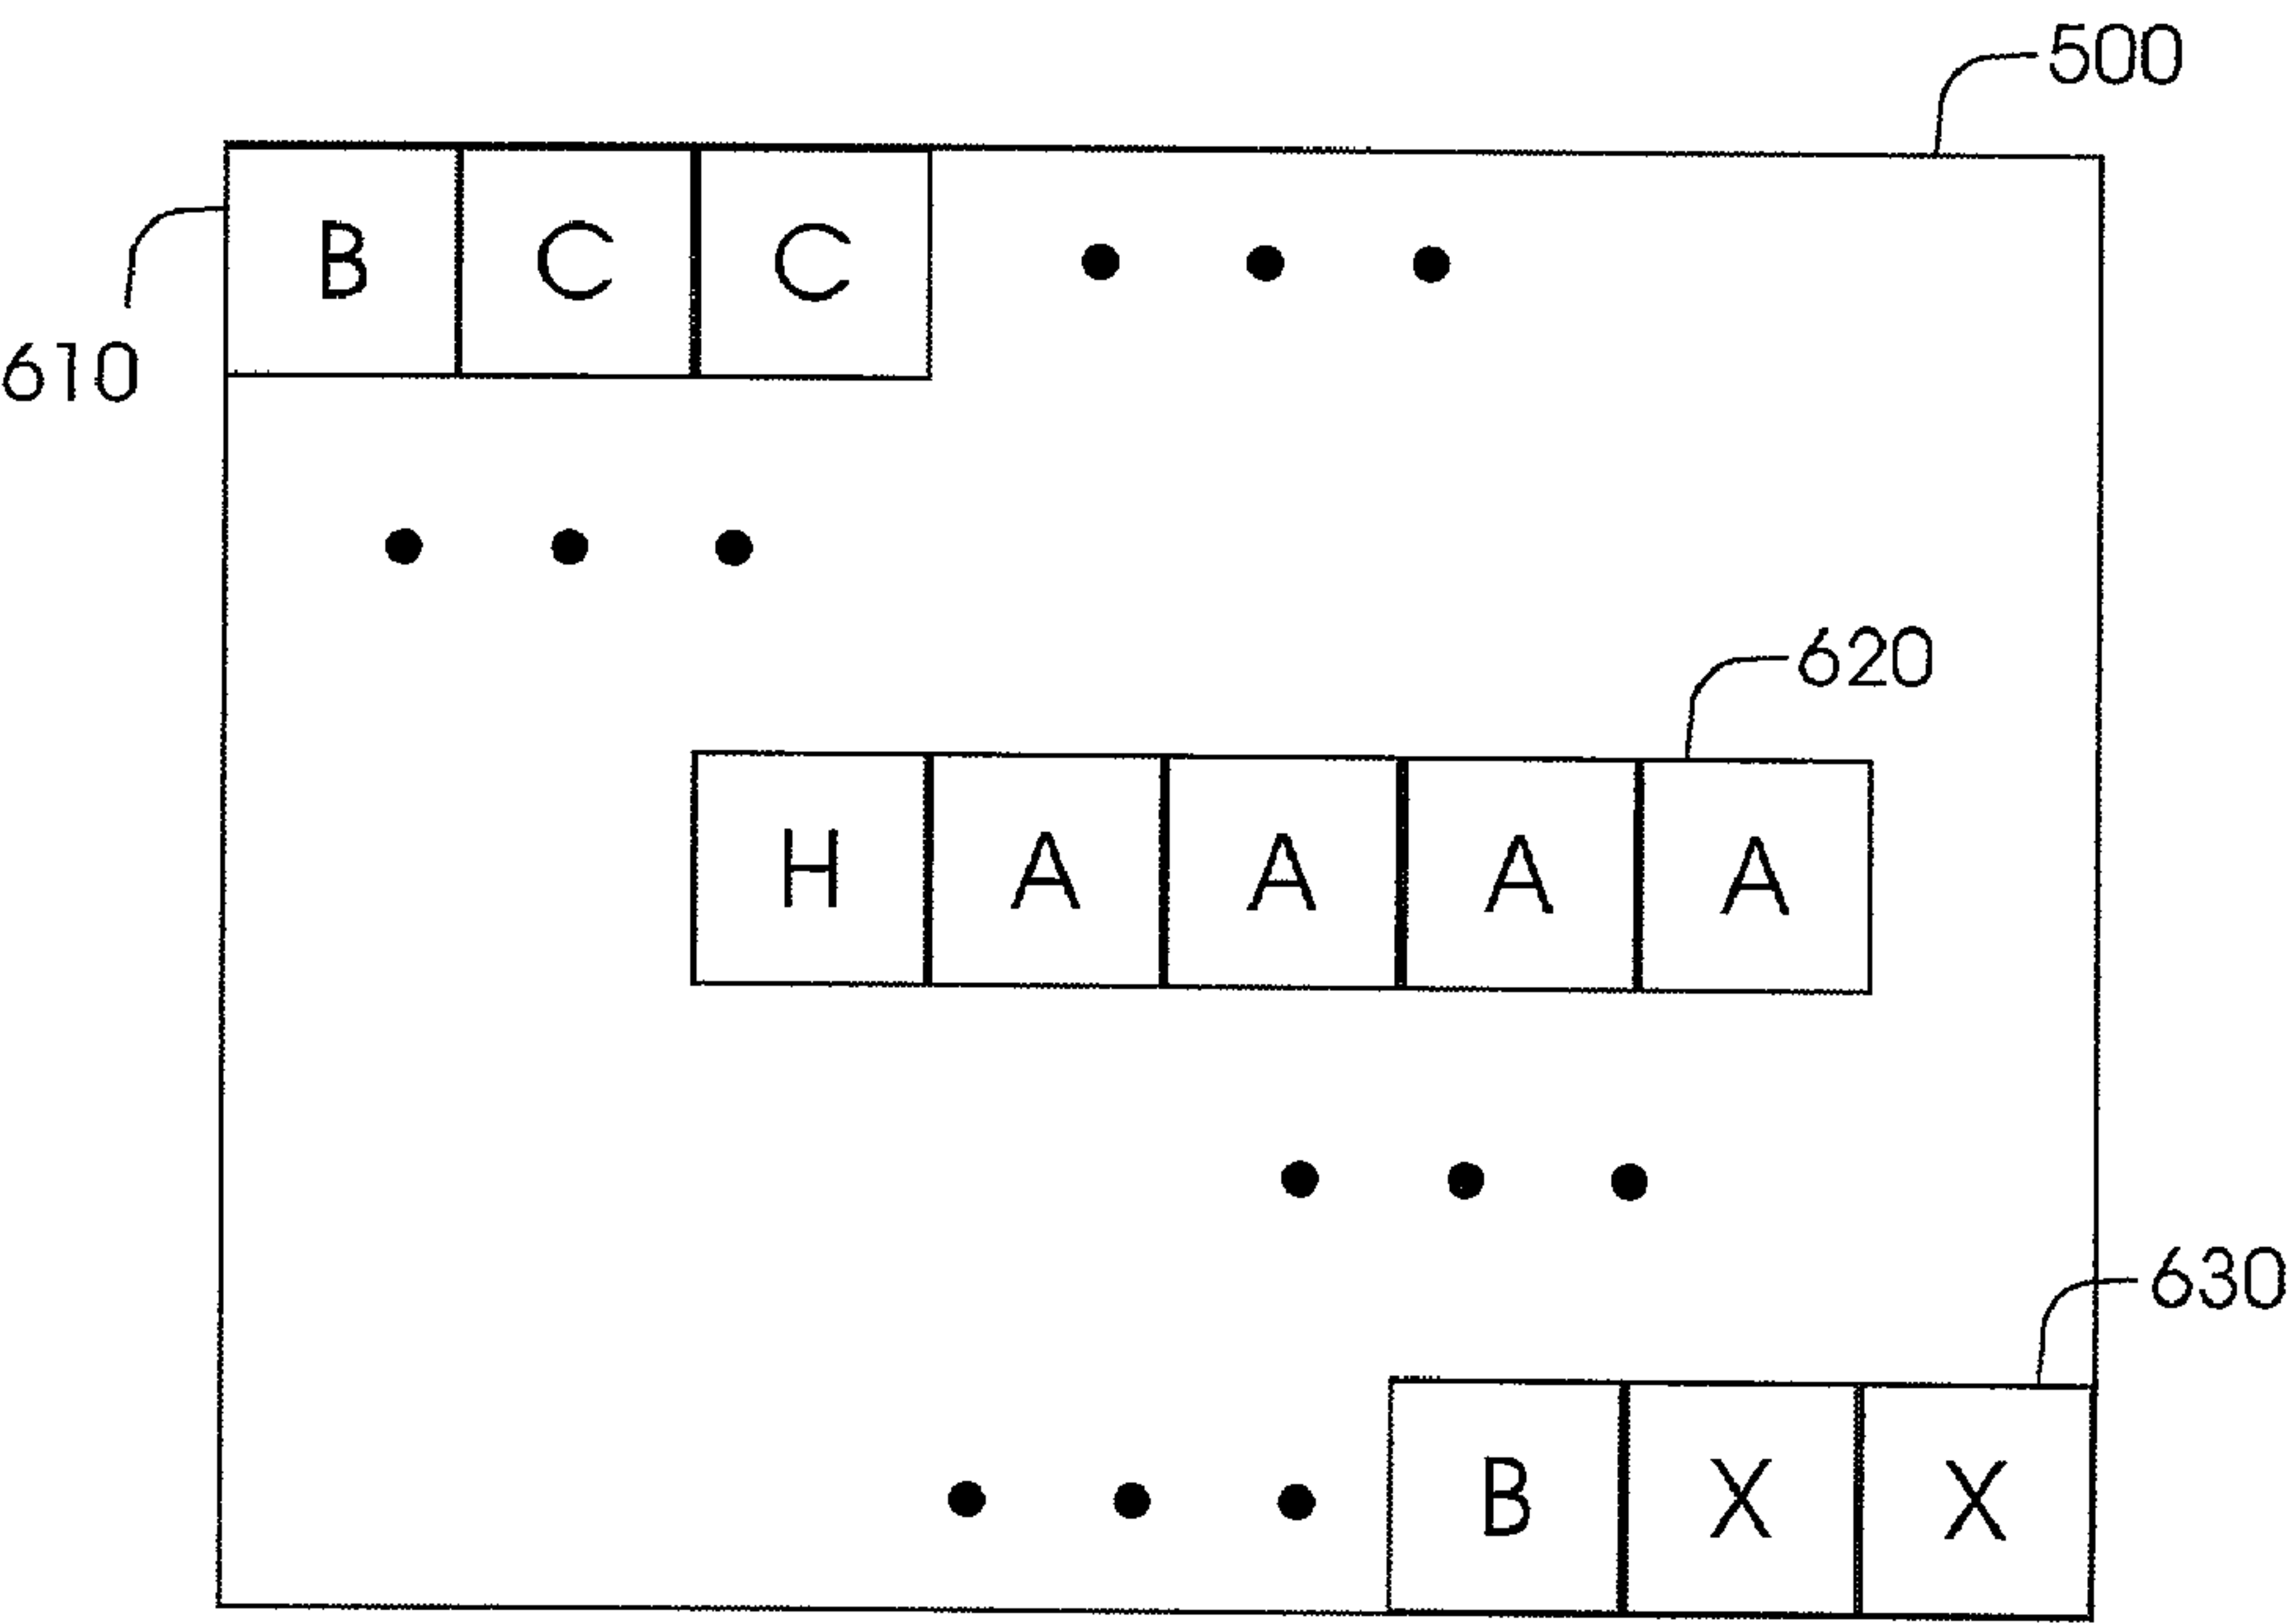 500
B C C • • •
610
• • •
620
H A A A A
• • •
630
• • • B X X